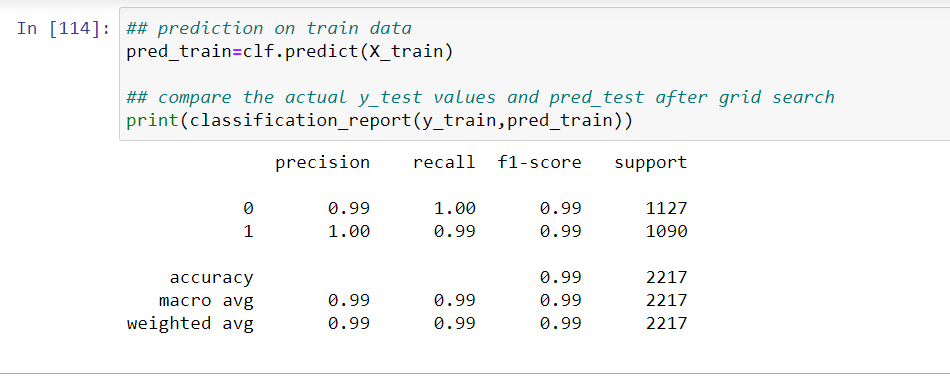 In [114]: ## prediction on train data
pred_train=clf.predict(X_train)
## compare the actual y_test values and pred_test after grid search
print(classification_report(y_train,pred_train))
precision recall f1-score support
0 0.99 1.00 0.99 1127
1 1.00 0.99 0.99 1090
accuracy 0.99 2217
macro avg 0.99 0.99 0.99 2217
weighted avg 0.99 0.99 0.99 2217